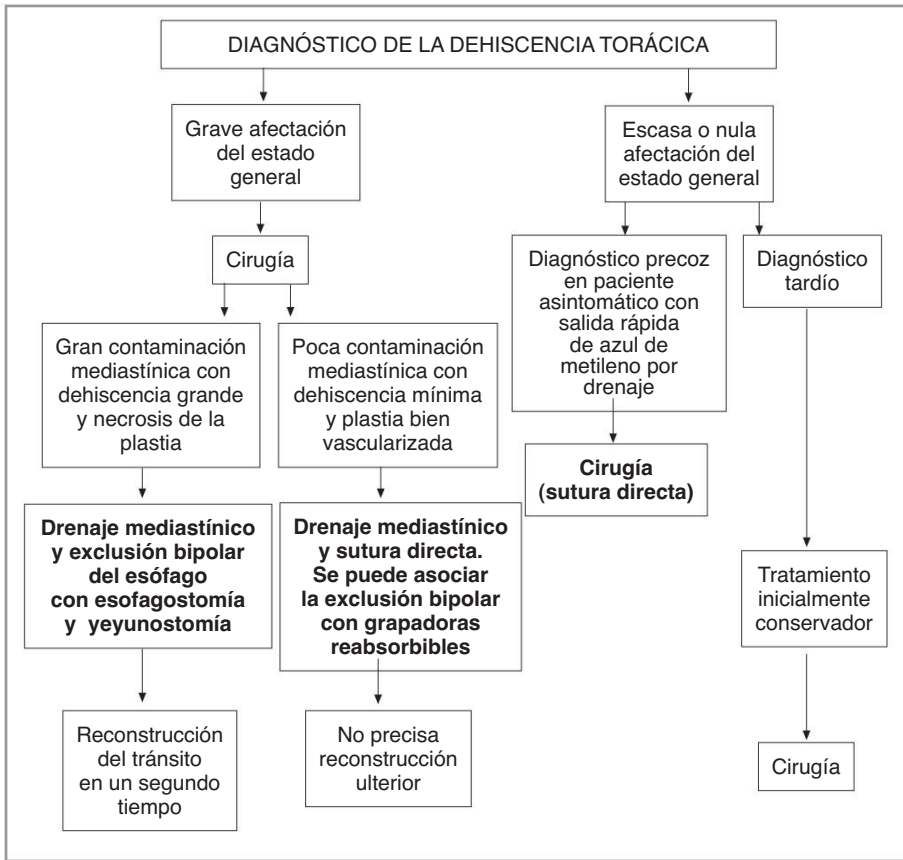 DIAGNÓSTICO DE LA DEHISCENCIA TORÁCICA
Grave afectación
del estado
general
Escasa o nula
afectación del
estado general
Cirugía
Diagnóstico precoz
en paciente
asintomático con
salida rápida
de azul de
metileno por
drenaje
Diagnóstico
tardío
Gran contaminación
mediastínica con
dehiscencia grande
y necrosis de la
plastia
Poca contaminación
mediastínica con
dehiscencia mínima
y plastia bien
vascularizada
Cirugía
(sutura directa)
Drenaje mediastínico
y exclusión bipolar
del esófago
con esofagostomía
y yeyunostomía
Drenaje mediastínico
y sutura directa.
Se puede asociar
la exclusión bipolar
con grapadoras
reabsorbibles
Tratamiento
inicialmente
conservador
Reconstrucción
del tránsito
en un segundo
tiempo
No precisa
reconstrucción
ulterior
Cirugía